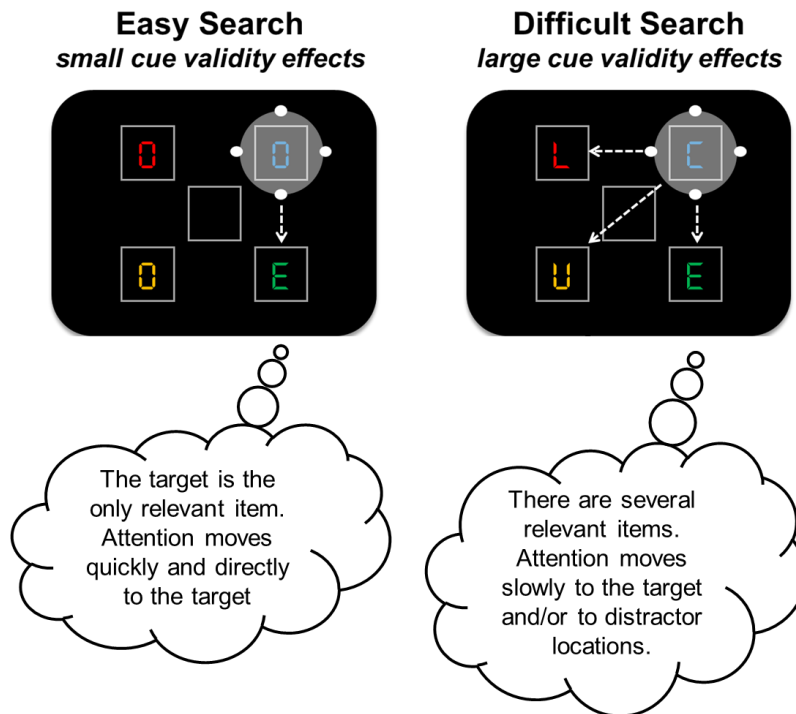 Easy Search
small cue validity effects
0 0
0 E
The target is the
only relevant item.
Attention moves
quickly and directly
to the target
Difficult Search
large cue validity effects
L C
U E
There are several
relevant items.
Attention moves
slowly to the target
and/or to distractor
locations.